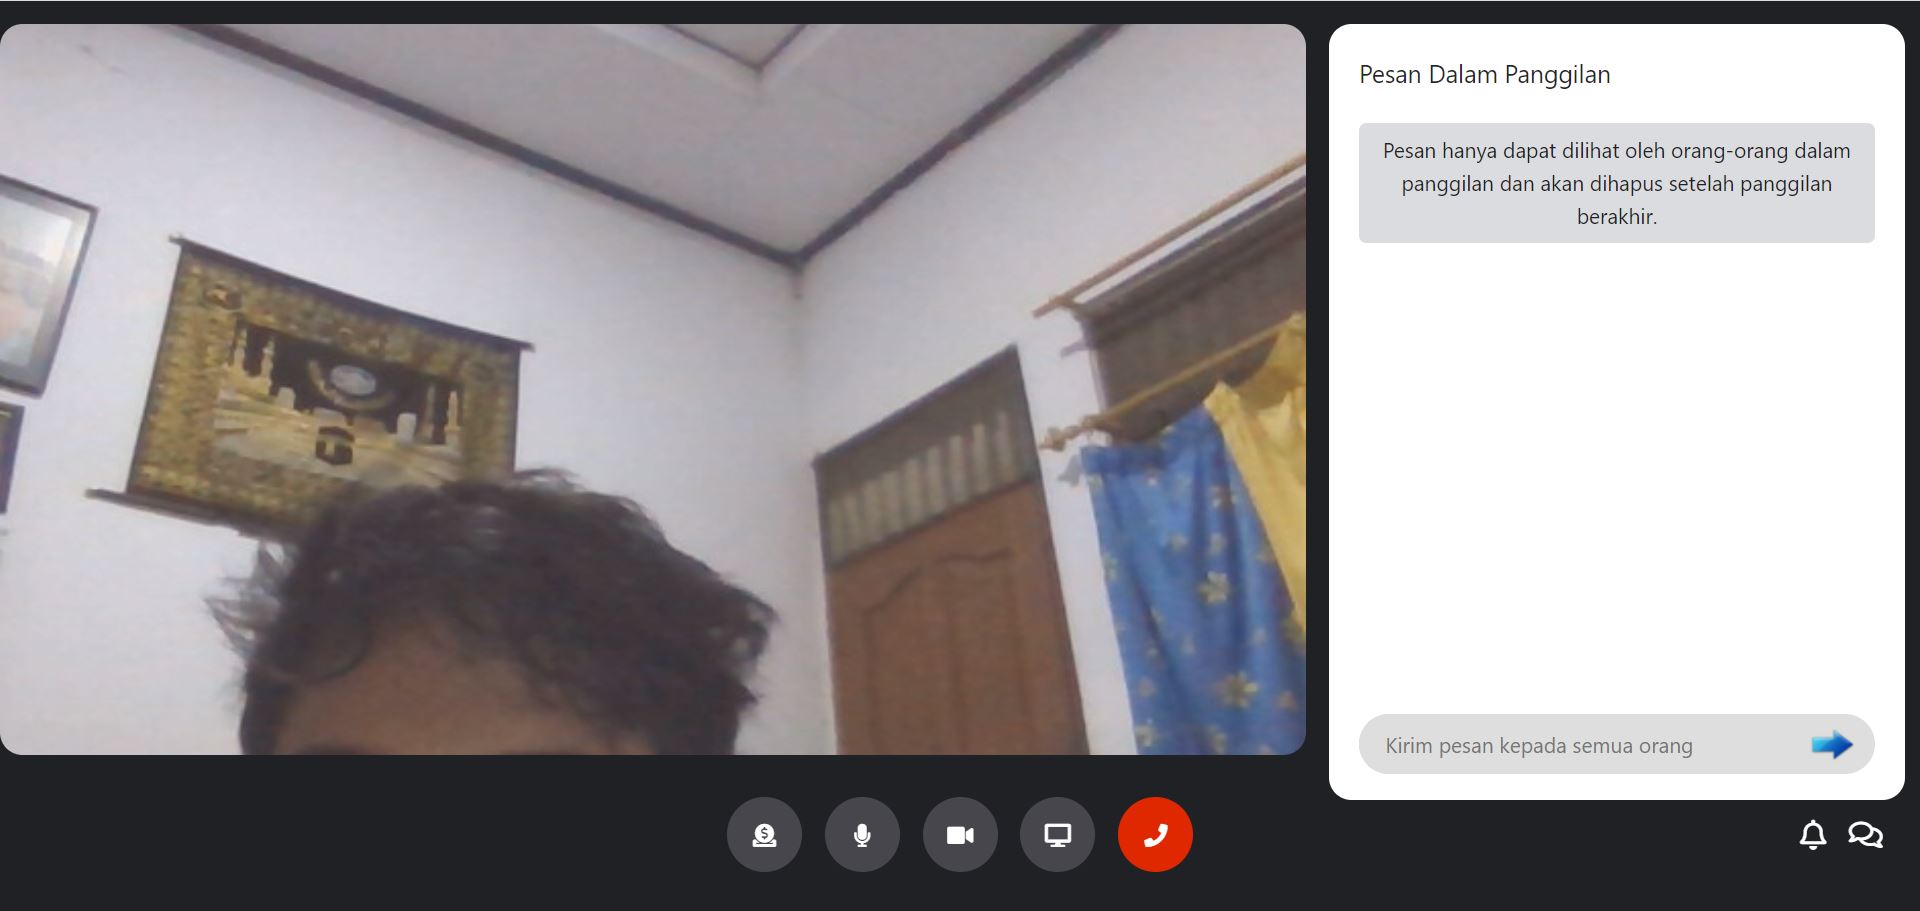 Pesan Dalam Panggilan
Pesan hanya dapat dilihat oleh orang-orang dalam
panggilan dan akan dihapus setelah panggilan
berakhir.
Kirim pesan kepada semua orang